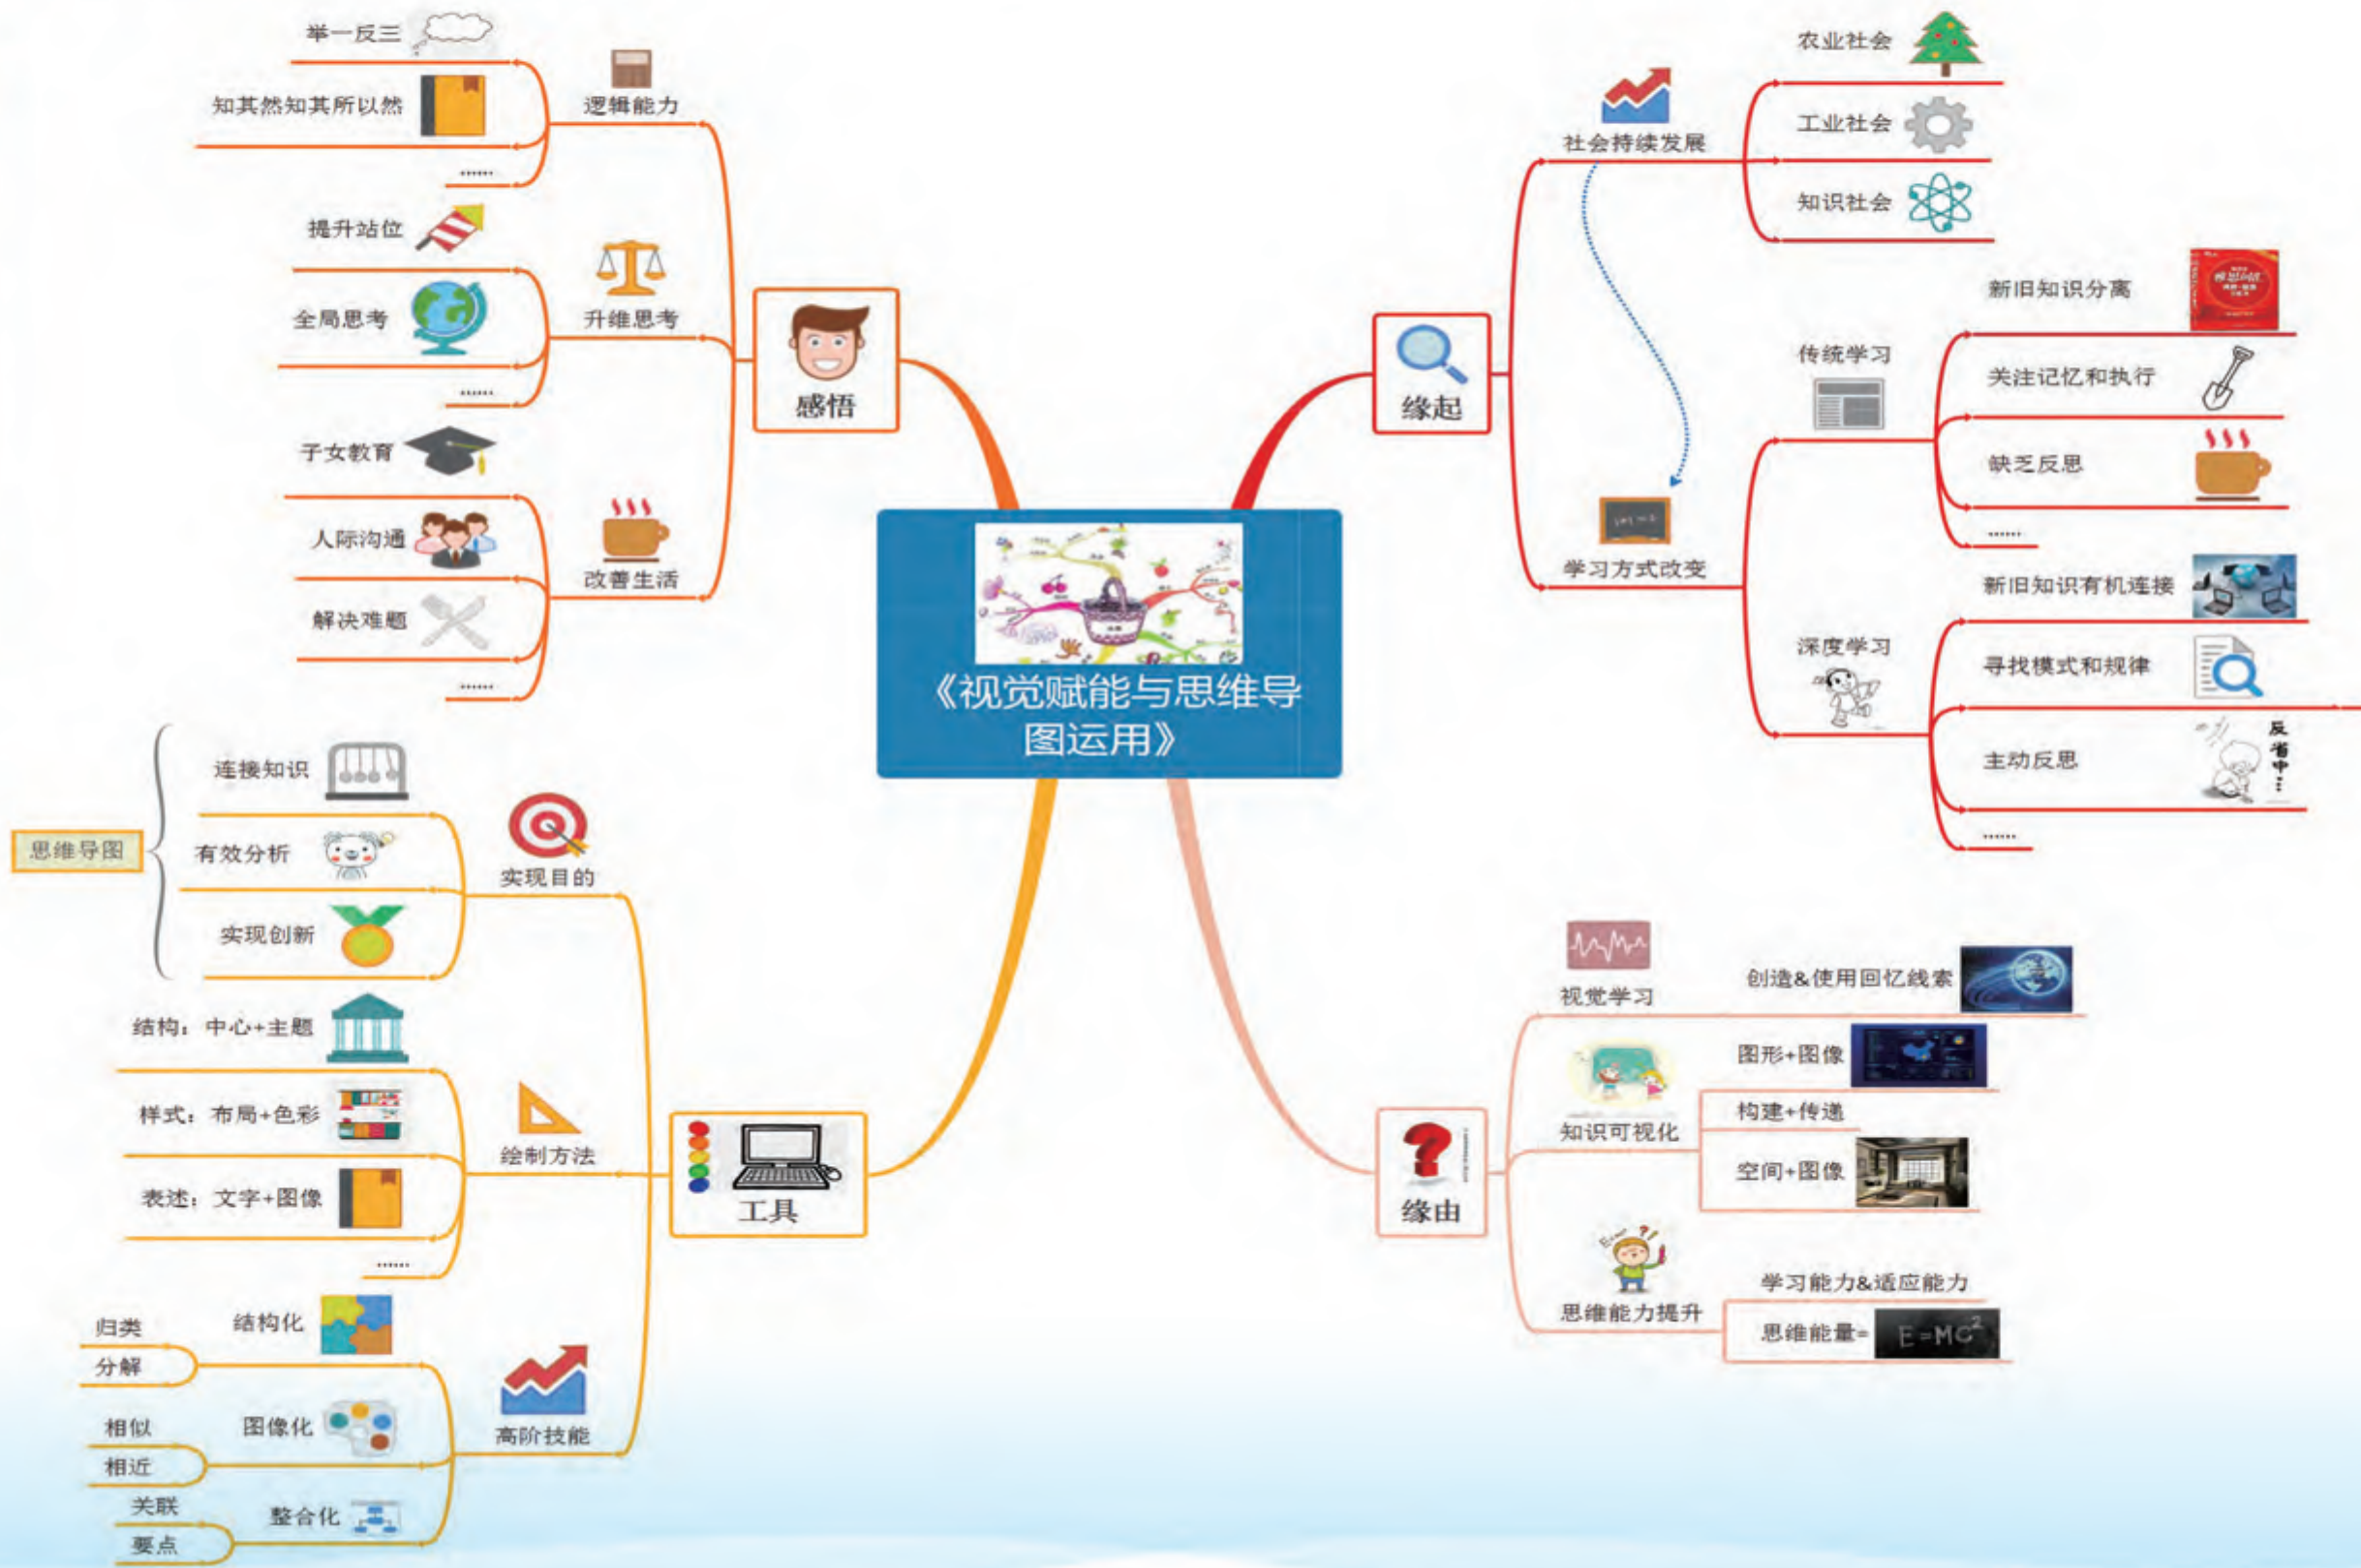 《视觉赋能与思维导
图运用》
缘起
社会持续发展
农业社会
工业社会
知识社会
学习方式改变
传统学习
新旧知识分离
关注记忆和执行
缺乏反思
......
深度学习
新旧知识有机连接
寻找模式和规律
主动反思
反省中...
......
缘由
视觉学习
创造&使用回忆线索
知识可视化
图形+图像
构建+传递
空间+图像
思维能力提升
学习能力&适应能力
思维能量=
E=MC²
工具
实现目的
连接知识
有效分析
实现创新
思维导图
绘制方法
结构：中心+主题
样式：布局+色彩
表述：文字+图像
......
高阶技能
结构化
归类
分解
图像化
相似
相近
整合化
关联
要点
感悟
逻辑能力
举一反三
知其然知其所以然
......
升维思考
提升站位
全局思考
......
改善生活
子女教育
人际沟通
解决难题
......